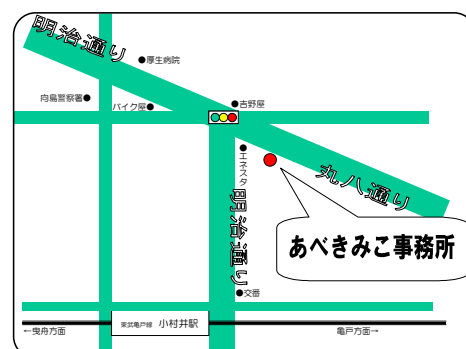 明治通り
●厚生病院
向島警察署●
バイク屋●
●吉野屋
●エネスタ
丸八通り
明治通り
あべきみこ事務所
●交番
東武亀戸線 小村井駅
←曳舟方面
亀戸方面→